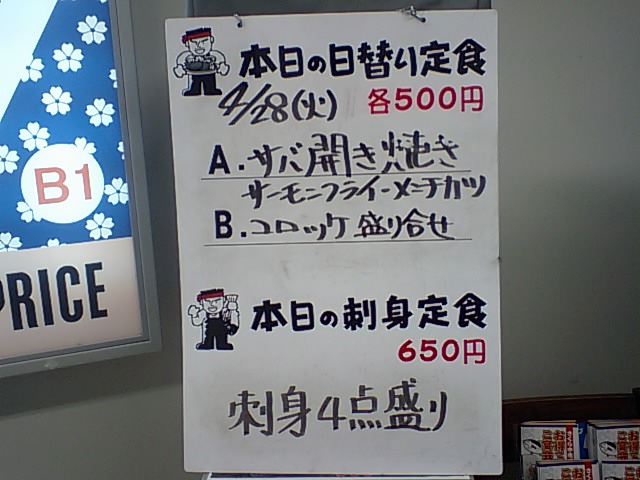 本日の日替り定食
4/28(火) 各500円
A.サバ開き焼き
サーモンフライ・メンチカツ
B.コロッケ盛り合せ
本日の刺身定食
650円
刺身4点盛り
B1
PRICE